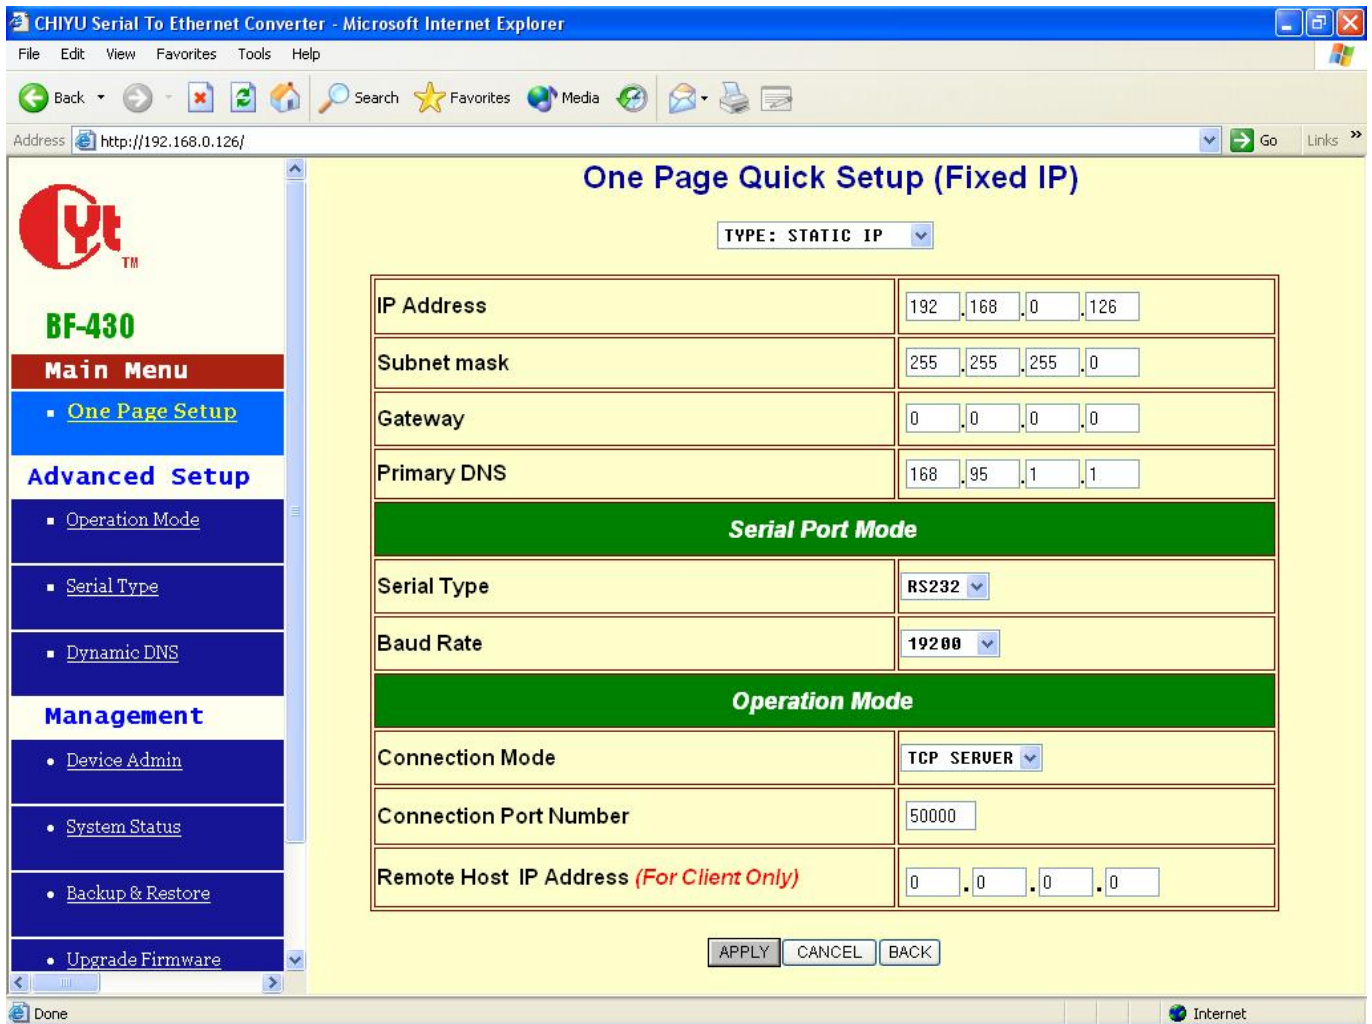 CHIYU Serial To Ethernet Converter - Microsoft Internet Explorer
File Edit View Favorites Tools Help
Back Search Favorites Media
Address http://192.168.0.126/ Go Links »
Cyt TM
BF-430
Main Menu
One Page Setup
Advanced Setup
Operation Mode
Serial Type
Dynamic DNS
Management
Device Admin
System Status
Backup & Restore
Upgrade Firmware
One Page Quick Setup (Fixed IP)
TYPE: STATIC IP
IP Address 192 .168 .0 .126
Subnet mask 255 .255 .255 .0
Gateway 0 .0 .0 .0
Primary DNS 168 .95 .1 .1
Serial Port Mode
Serial Type RS232
Baud Rate 19200
Operation Mode
Connection Mode TCP SERVER
Connection Port Number 50000
Remote Host IP Address (For Client Only) 0 .0 .0 .0
APPLY CANCEL BACK
Done Internet